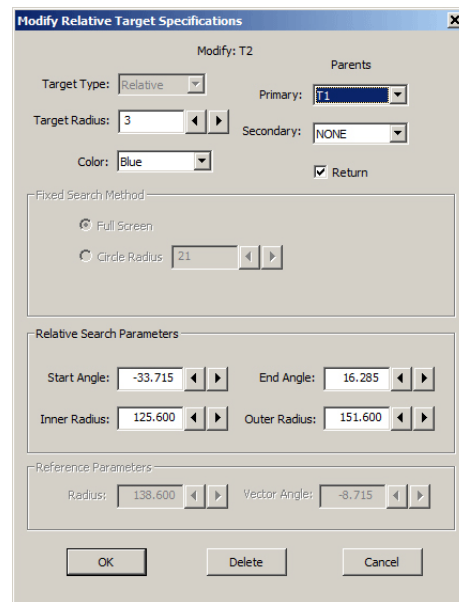 Modify Relative Target Specifications
Modify: T2
Parents
Target Type: Relative
Primary: T1
Target Radius: 3
Secondary: NONE
Color: Blue
Return
Fixed Search Method
Full Screen
Circle Radius 21
Relative Search Parameters
Start Angle: -33.715 End Angle: 16.285
Inner Radius: 125.600 Outer Radius: 151.600
Reference Parameters
Radius: 138.600 Vector Angle: -8.715
OK Delete Cancel